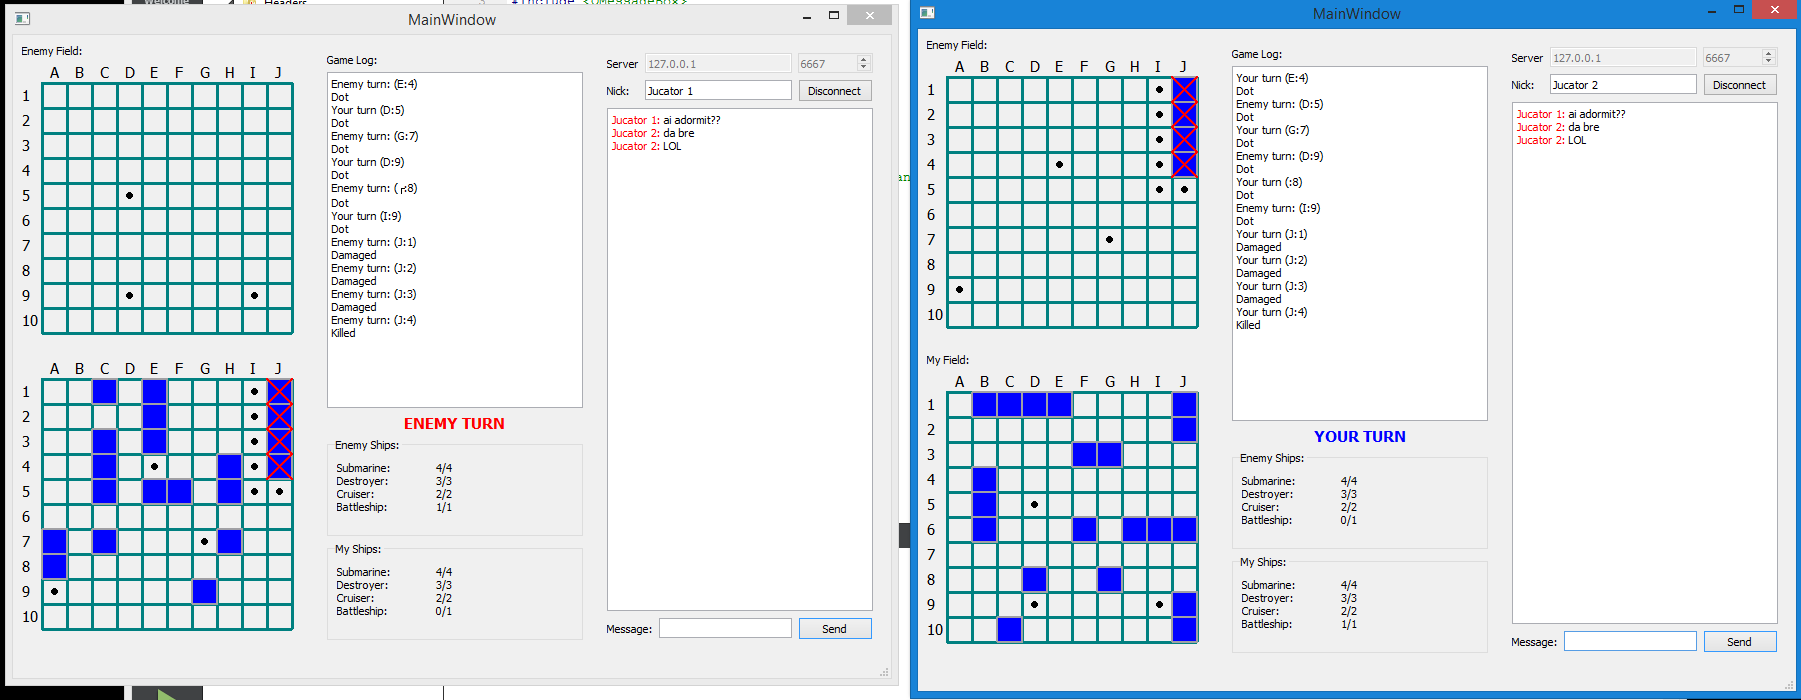 Welcome
Headers
#include <QMessageBox>
MainWindow
Enemy Field:
A B C D E F G H I J
1
2
3
4
5
6
7
8
9
10
A B C D E F G H I J
1
2
3
4
5
6
7
8
9
10
Game Log:
Enemy turn: (E:4)
Dot
Your turn (D:5)
Dot
Enemy turn: (G:7)
Dot
Your turn (D:9)
Dot
Enemy turn: (┌:8)
Dot
Your turn (I:9)
Dot
Enemy turn: (J:1)
Damaged
Enemy turn: (J:2)
Damaged
Enemy turn: (J:3)
Damaged
Enemy turn: (J:4)
Killed
ENEMY TURN
Enemy Ships:
Submarine: 4/4
Destroyer: 3/3
Cruiser: 2/2
Battleship: 1/1
My Ships:
Submarine: 4/4
Destroyer: 3/3
Cruiser: 2/2
Battleship: 0/1
Server 127.0.0.1 6667
Nick: Jucator 1 Disconnect
Jucator 1: ai adormit??
Jucator 2: da bre
Jucator 2: LOL
Message: Send
an
MainWindow
Enemy Field:
A B C D E F G H I J
1
2
3
4
5
6
7
8
9
10
My Field:
A B C D E F G H I J
1
2
3
4
5
6
7
8
9
10
Game Log:
Your turn (E:4)
Dot
Enemy turn: (D:5)
Dot
Your turn (G:7)
Dot
Enemy turn: (D:9)
Dot
Your turn (:8)
Dot
Enemy turn: (I:9)
Dot
Your turn (J:1)
Damaged
Your turn (J:2)
Damaged
Your turn (J:3)
Damaged
Your turn (J:4)
Killed
YOUR TURN
Enemy Ships:
Submarine: 4/4
Destroyer: 3/3
Cruiser: 2/2
Battleship: 0/1
My Ships:
Submarine: 4/4
Destroyer: 3/3
Cruiser: 2/2
Battleship: 1/1
Server 127.0.0.1 6667
Nick: Jucator 2 Disconnect
Jucator 1: ai adormit??
Jucator 2: da bre
Jucator 2: LOL
Message: Send